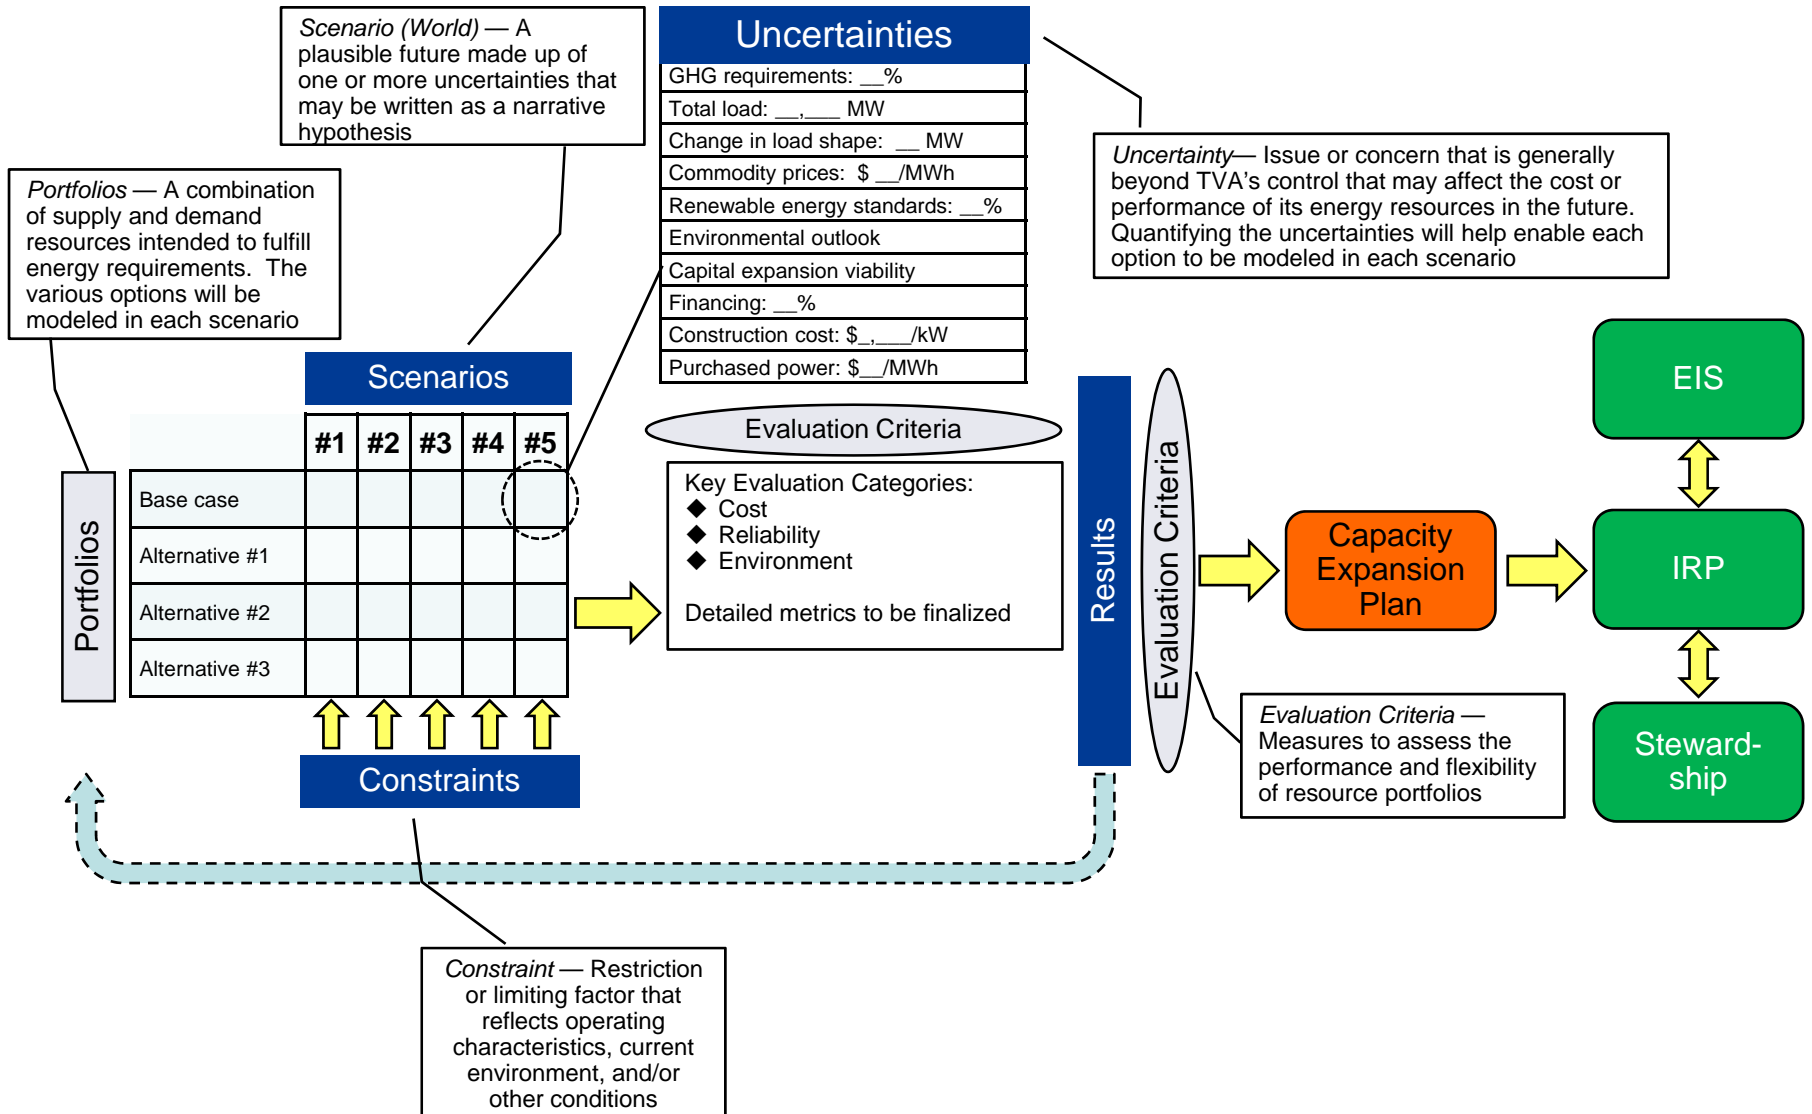 Scenario (World) — A
plausible future made up of
one or more uncertainties that
may be written as a narrative
hypothesis
Uncertainties
GHG requirements: __%
Total load: __,___ MW
Change in load shape: __ MW
Commodity prices: $ __/MWh
Renewable energy standards: __%
Environmental outlook
Capital expansion viability
Financing: __%
Construction cost: $_,___/kW
Purchased power: $__/MWh
Uncertainty— Issue or concern that is generally
beyond TVA's control that may affect the cost or
performance of its energy resources in the future.
Quantifying the uncertainties will help enable each
option to be modeled in each scenario
Portfolios — A combination
of supply and demand
resources intended to fulfill
energy requirements. The
various options will be
modeled in each scenario
Scenarios
#1 #2 #3 #4 #5
Portfolios
Base case
Alternative #1
Alternative #2
Alternative #3
Constraints
Evaluation Criteria
Key Evaluation Categories:
◆ Cost
◆ Reliability
◆ Environment
Detailed metrics to be finalized
Results
Evaluation Criteria
Capacity
Expansion
Plan
EIS
IRP
Steward-
ship
Evaluation Criteria —
Measures to assess the
performance and flexibility
of resource portfolios
Constraint — Restriction
or limiting factor that
reflects operating
characteristics, current
environment, and/or
other conditions